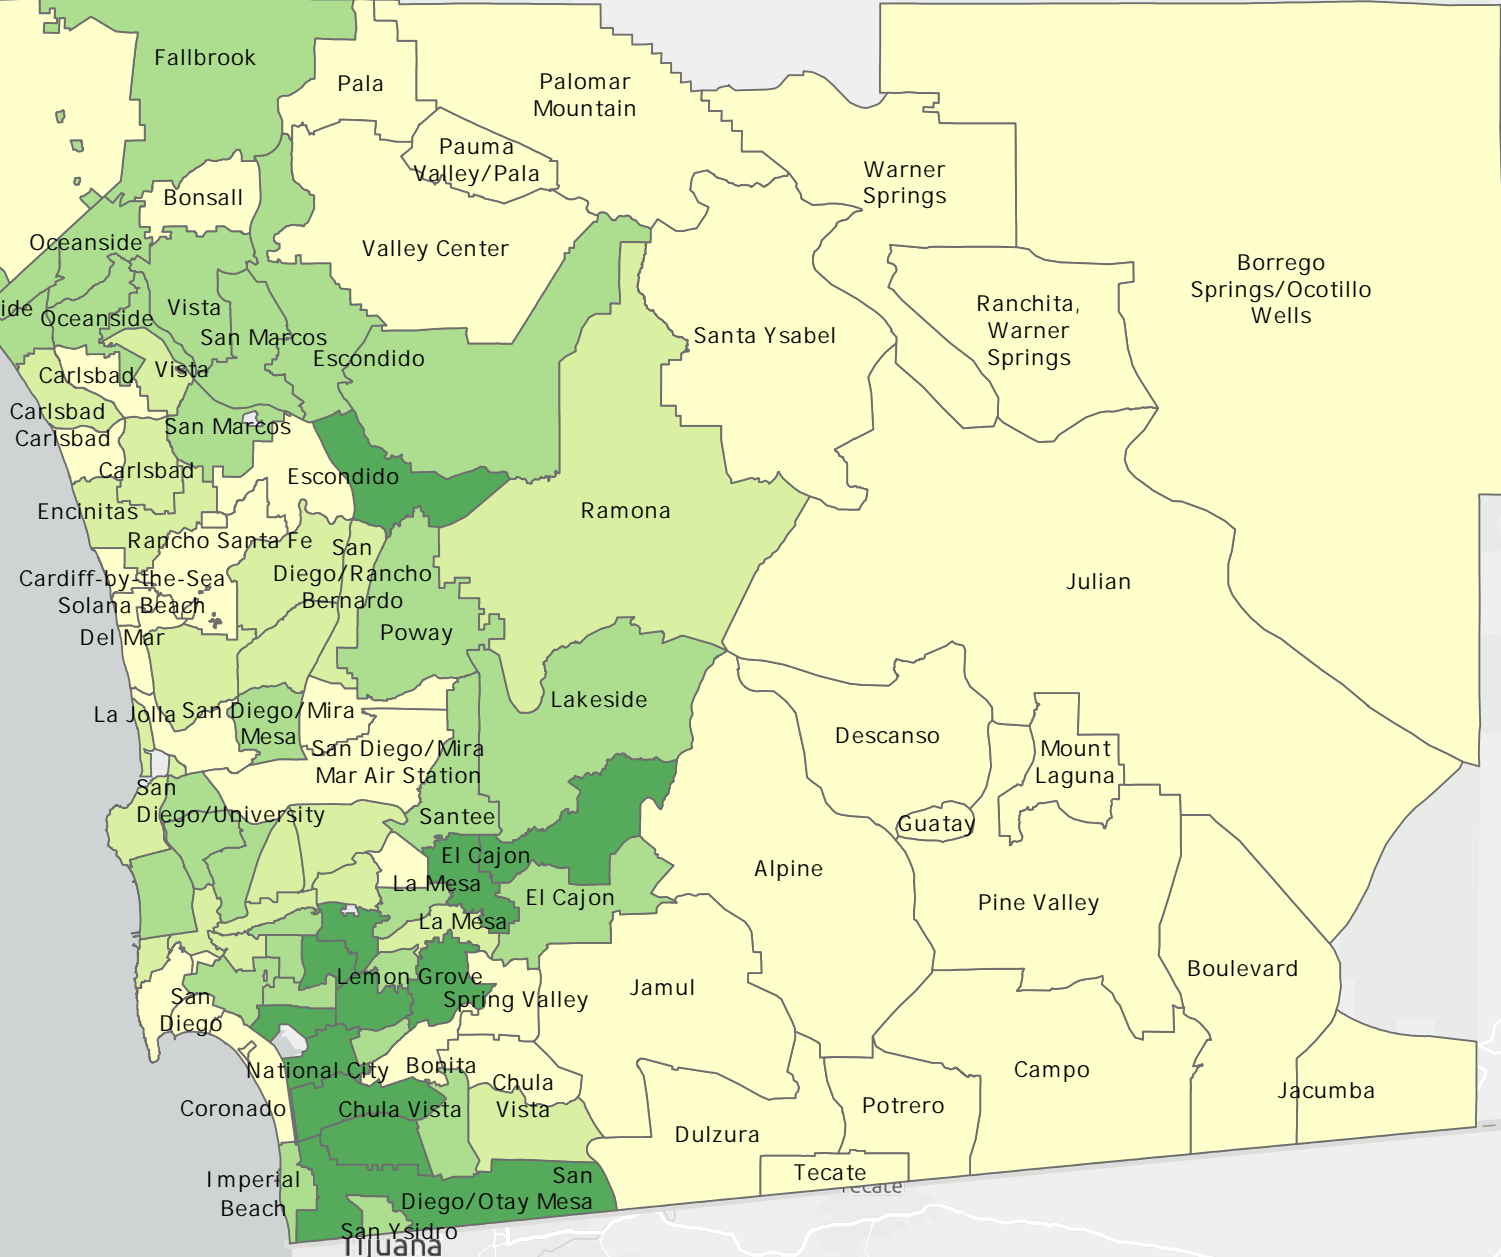 Fallbrook
Pala
Palomar
Mountain
Pauma
Valley/Pala
Warner
Springs
Bonsall
Oceanside
Valley Center
Borrego
Springs/Ocotillo
Wells
ide
Oceanside
Vista
San Marcos
Escondido
Santa Ysabel
Ranchita,
Warner
Springs
Carlsbad
Vista
Carlsbad
Carlsbad
San Marcos
Carlsbad
Escondido
Encinitas
Ramona
Rancho Santa Fe
San
Diego/Rancho
Bernardo
Cardiff-by-the-Sea
Solana Beach
Del Mar
Poway
Julian
La Jolla
San Diego/Mira
Mesa
Lakeside
San Diego/Mira
Mar Air Station
Descanso
Mount
Laguna
San
Diego/University
Santee
Guatay
El Cajon
La Mesa
El Cajon
Alpine
Pine Valley
La Mesa
Lemon Grove
Spring Valley
Jamul
Boulevard
San
Diego
National City
Bonita
Chula
Vista
Campo
Coronado
Chula Vista
Potrero
Jacumba
Dulzura
Imperial
Beach
San
Diego/Otay Mesa
Tecate
Tecate
San Ysidro
Tijuana